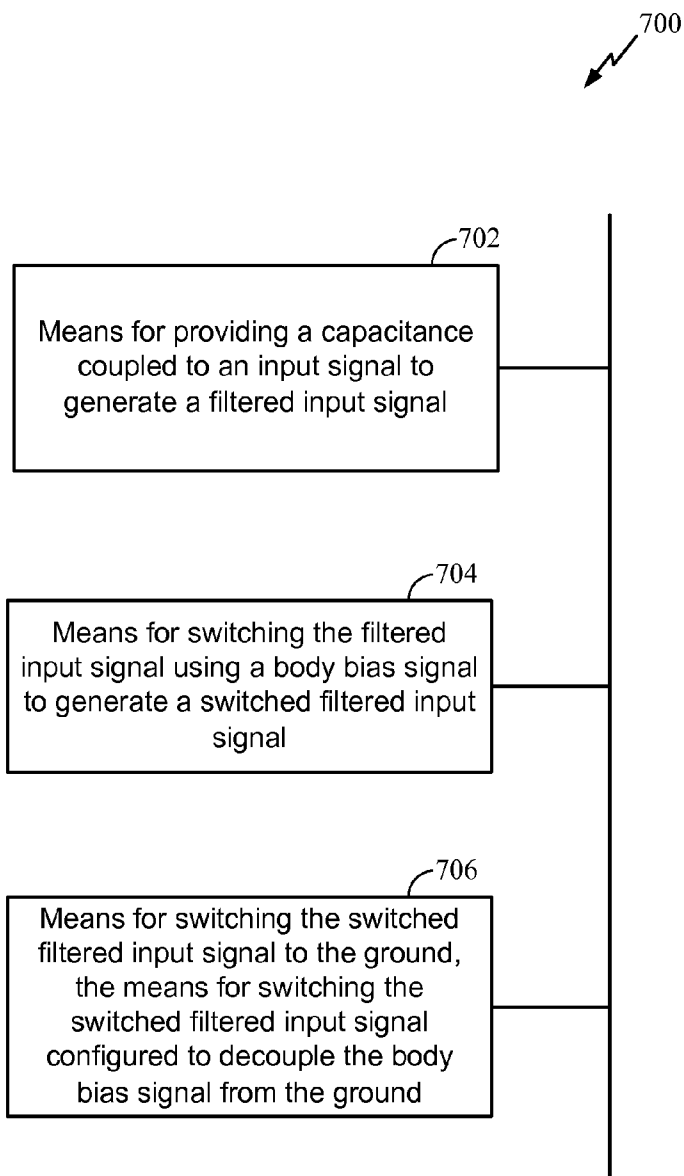 700
702
Means for providing a capacitance
coupled to an input signal to
generate a filtered input signal
704
Means for switching the filtered
input signal using a body bias signal
to generate a switched filtered input
signal
706
Means for switching the switched
filtered input signal to the ground,
the means for switching the
switched filtered input signal
configured to decouple the body
bias signal from the ground